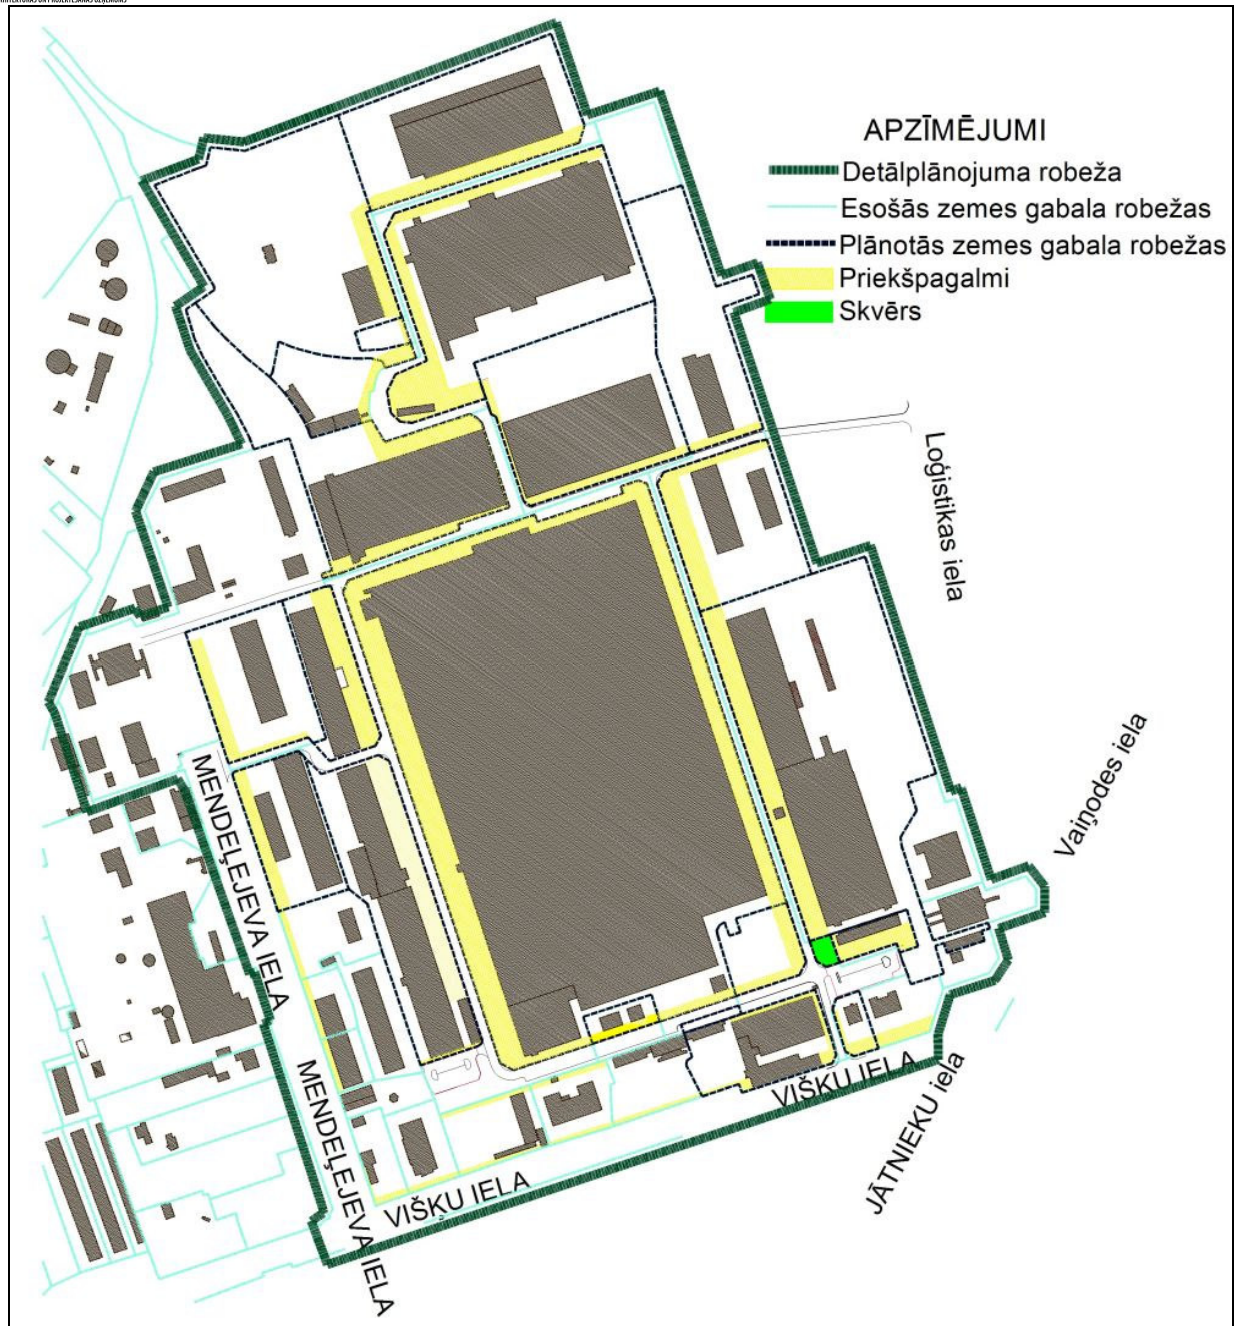 APZĪMĒJUMI
Detālplānojuma robeža
Esošās zemes gabala robežas
Plānotās zemes gabala robežas
Priekšpagalmi
Skvērs
Loģistikas iela
Vaiņodes iela
MENDEĻEJEVA IELA
MENDEĻEJEVA IELA
VIŠĶU IELA
VIŠĶU IELA
JĀTNIEKU iela